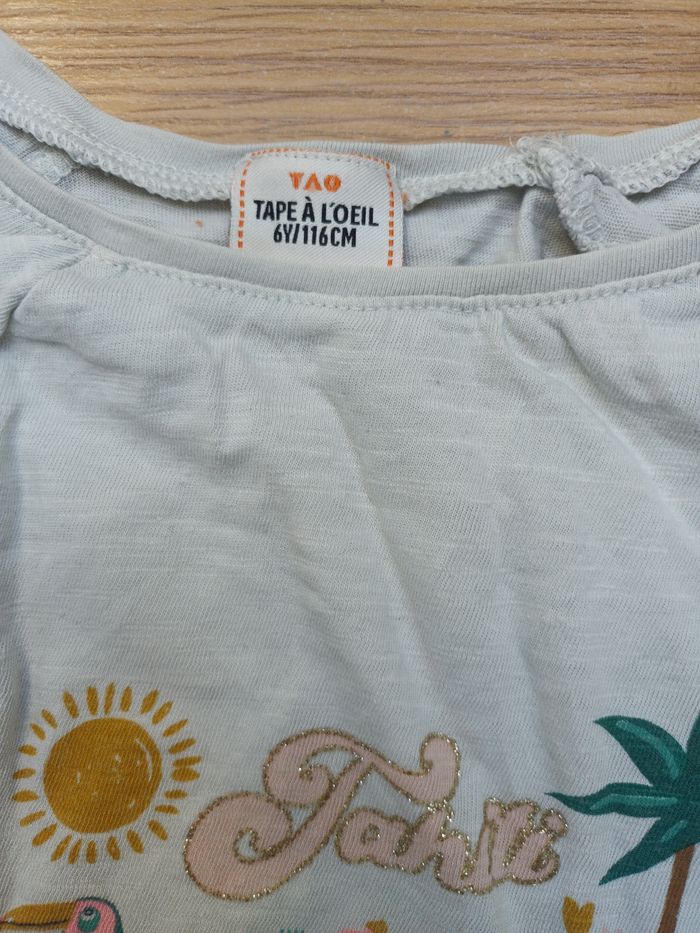 TAO
TAPE À L'OEIL
6Y/116CM
Tahiti